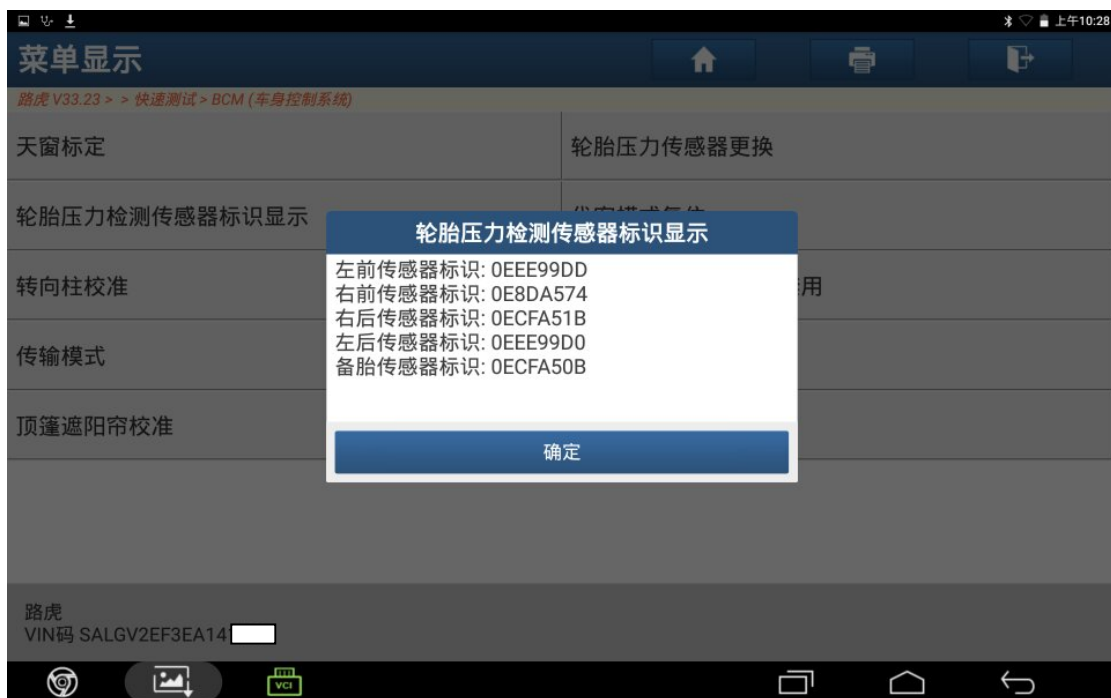 上午10:28
菜单显示
路虎 V33.23 > > 快速测试 > BCM (车身控制系统)
天窗标定
轮胎压力传感器更换
轮胎压力检测传感器标识显示
转向柱校准
用
传输模式
顶篷遮阳帘校准
轮胎压力检测传感器标识显示
左前传感器标识: 0EEE99DD
右前传感器标识: 0E8DA574
右后传感器标识: 0ECFA51B
左后传感器标识: 0EEE99D0
备胎传感器标识: 0ECFA50B
确定
路虎
VIN码 SALGV2EF3EA14
VCI